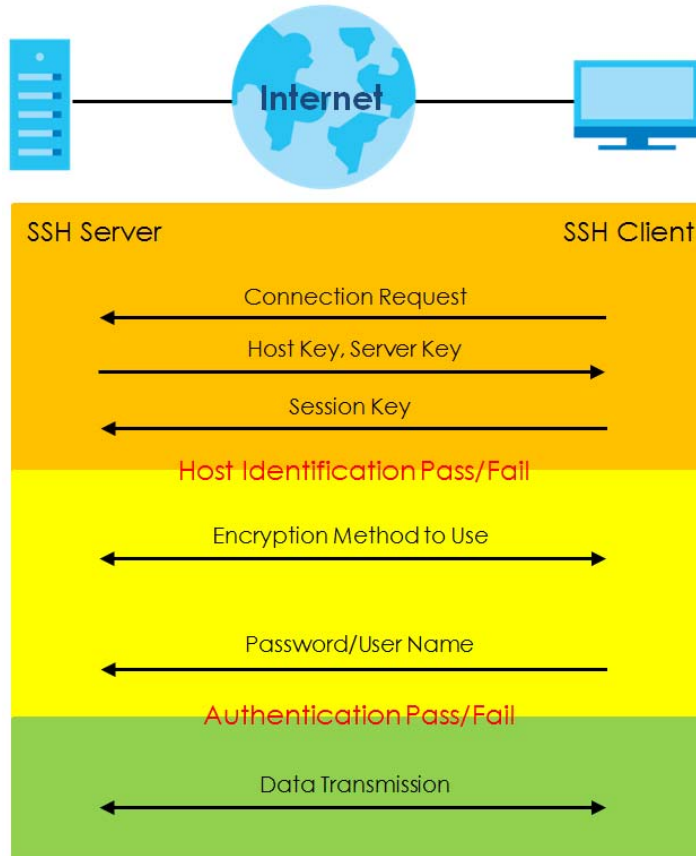 Internet
SSH Server
SSH Client
Connection Request
Host Key, Server Key
Session Key
Host Identification Pass/Fail
Encryption Method to Use
Password/User Name
Authentication Pass/Fail
Data Transmission